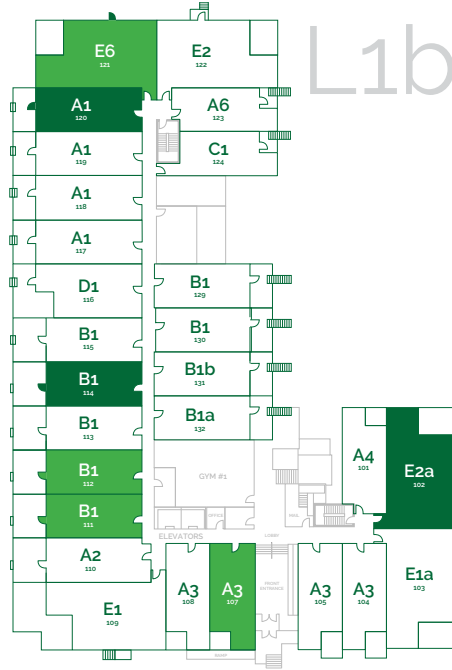 L1b
E6
121
E2
122
A1
120
A6
123
A1
119
C1
124
A1
118
A1
117
D1
116
B1
129
B1
115
B1
130
B1
114
B1b
131
B1
113
B1a
132
B1
112
GYM #1
A4
101
E2a
102
B1
111
OFFICE
MAIL
ELEVATORS
LOBBY
A2
110
A3
108
A3
107
FRONT
ENTRANCE
A3
105
A3
104
E1a
103
E1
109
RAMP